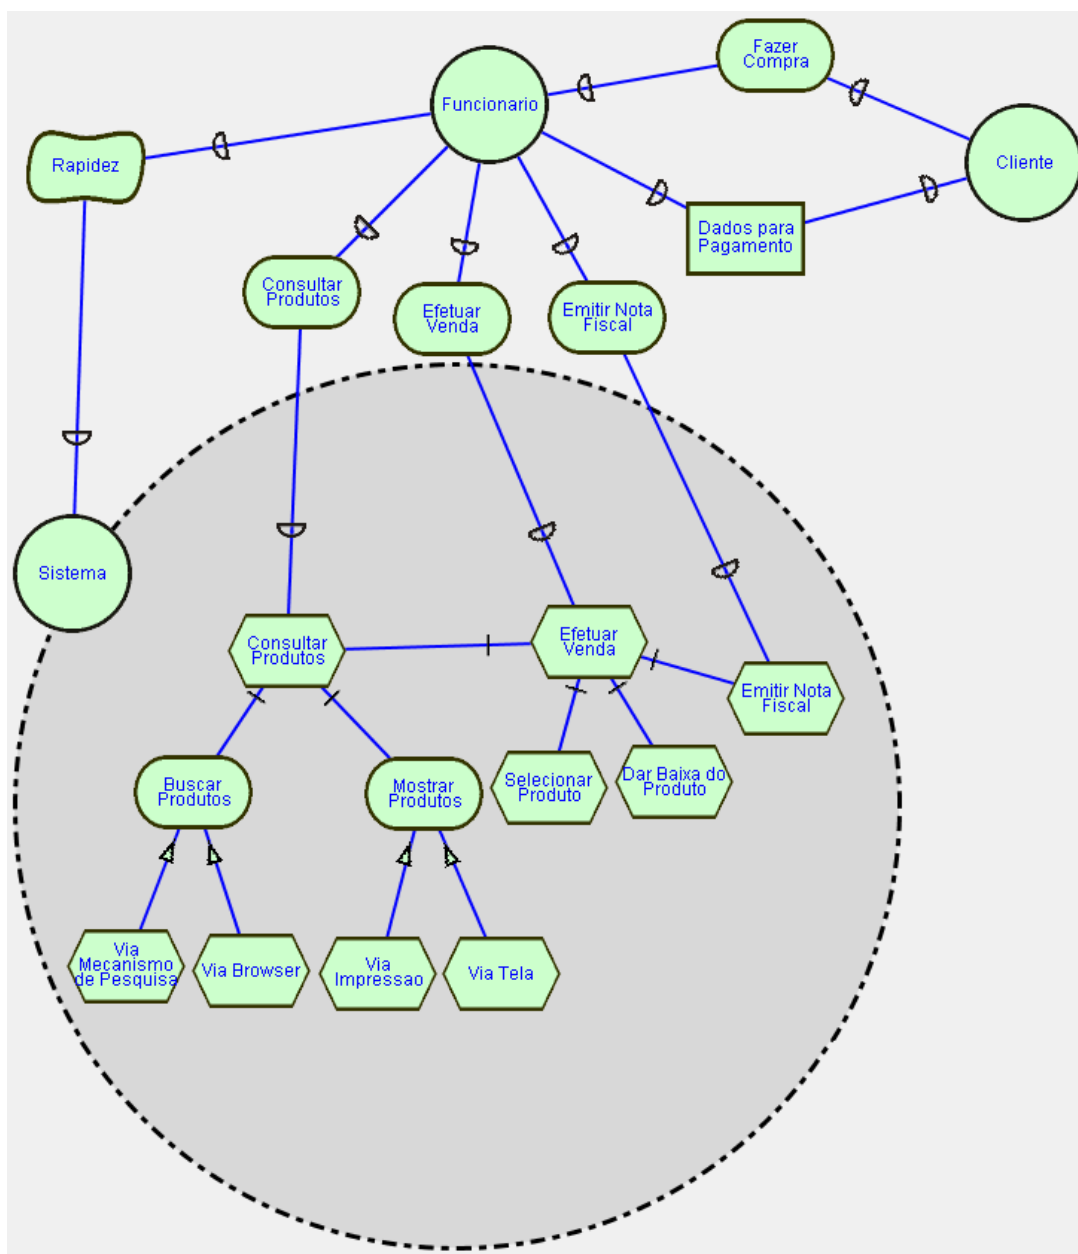 Fazer
Compra
Funcionario
Rapidez
Cliente
Dados para
Pagamento
Consultar
Produtos
Efetuar
Venda
Emitir Nota
Fiscal
Sistema
Consultar
Produtos
Efetuar
Venda
Emitir Nota
Fiscal
Buscar
Produtos
Mostrar
Produtos
Selecionar
Produto
Dar Baixa do
Produto
Via
Mecanismo
de Pesquisa
Via Browser
Via
Impressao
Via Tela